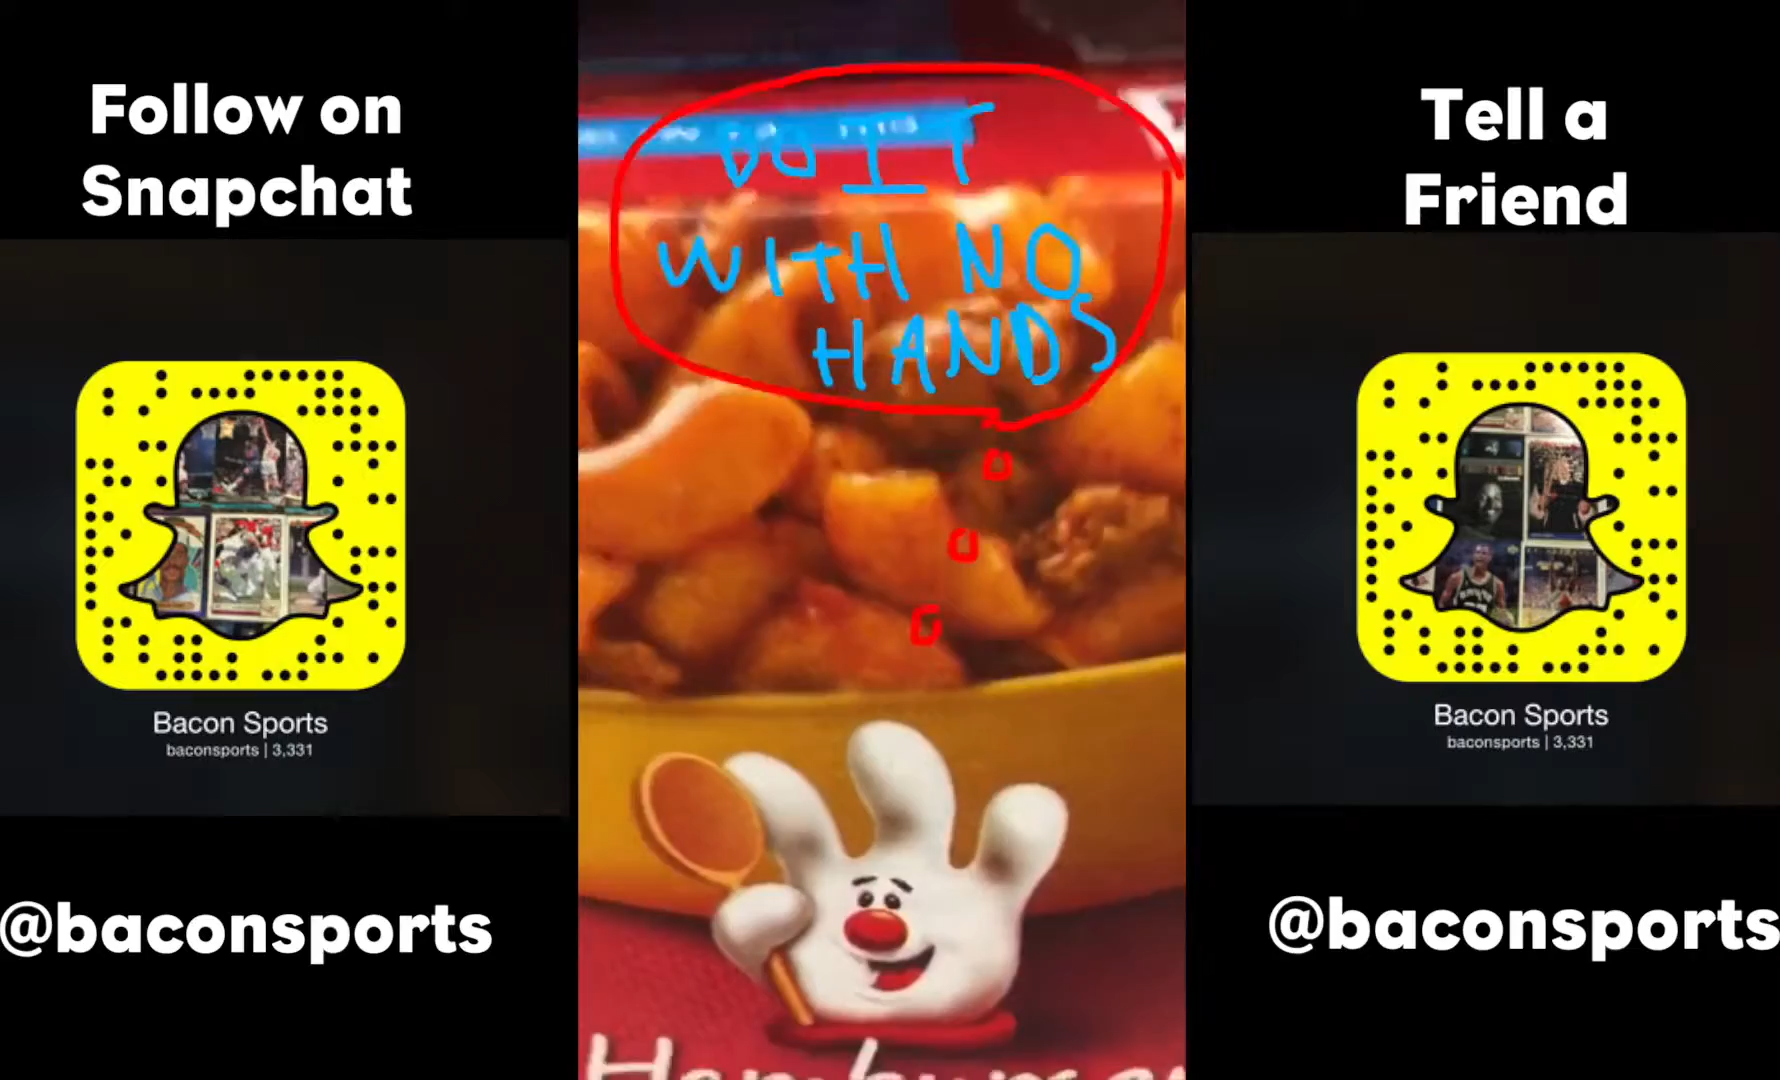 Follow on
Snapchat
Bacon Sports
baconsports | 3,331
@baconsports
DO IT
WITH NO
HANDS
Hamburger
Tell a
Friend
Bacon Sports
baconsports | 3,331
@baconsports